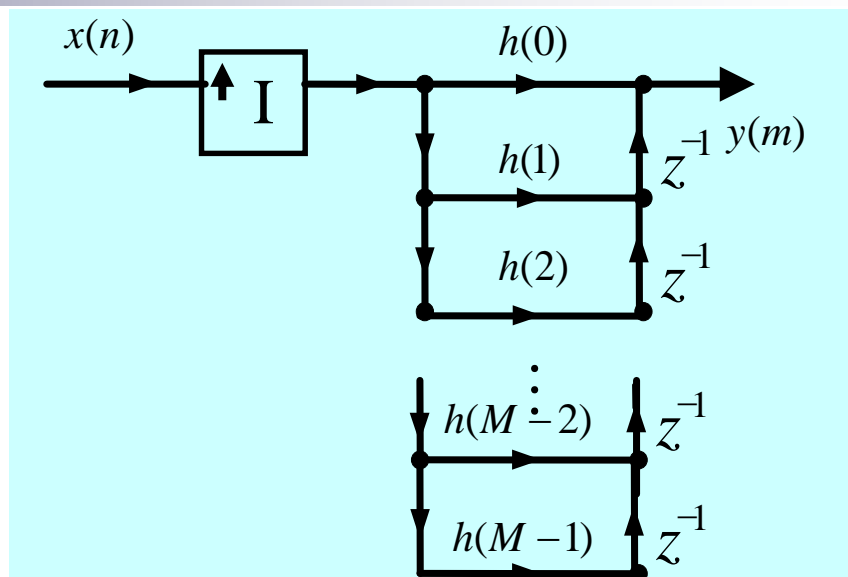 x(n)
h(0)
↑ I
y(m)
h(1)
z⁻¹
h(2)
z⁻¹
⋮
h(M − 2)
z⁻¹
h(M − 1)
z⁻¹